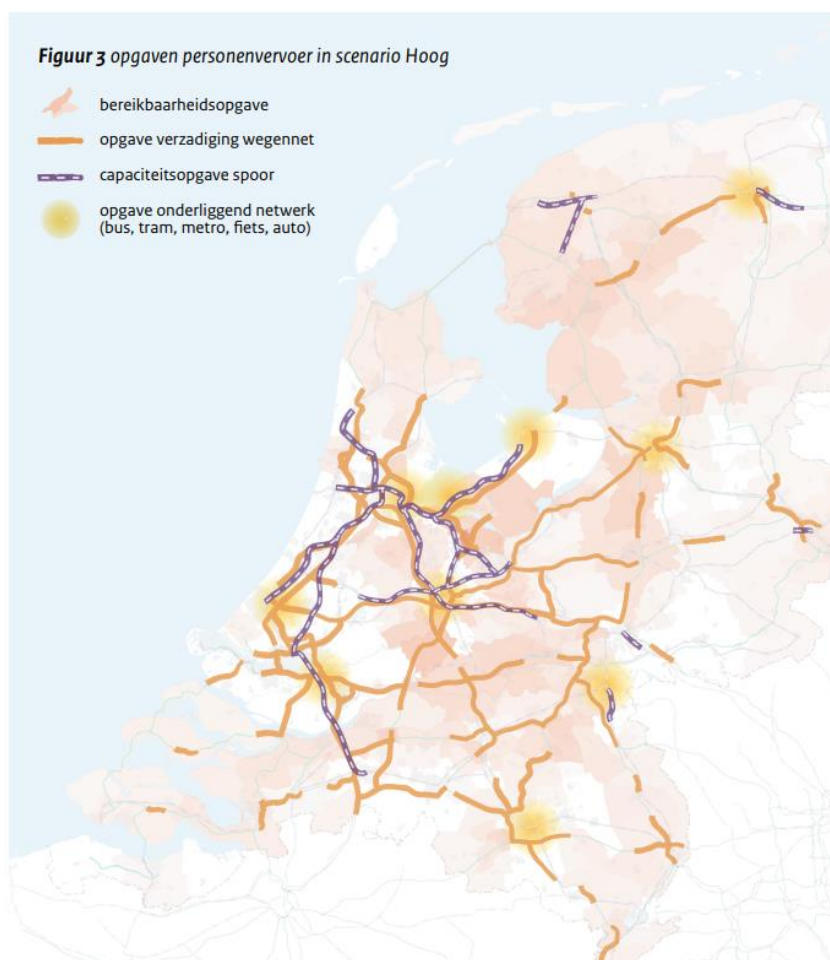 Figuur 3 opgaven personenvervoer in scenario Hoog
bereikbaarheidsopgave
opgave verzadiging wegennet
capaciteitsopgave spoor
opgave onderliggend netwerk
(bus, tram, metro, fiets, auto)